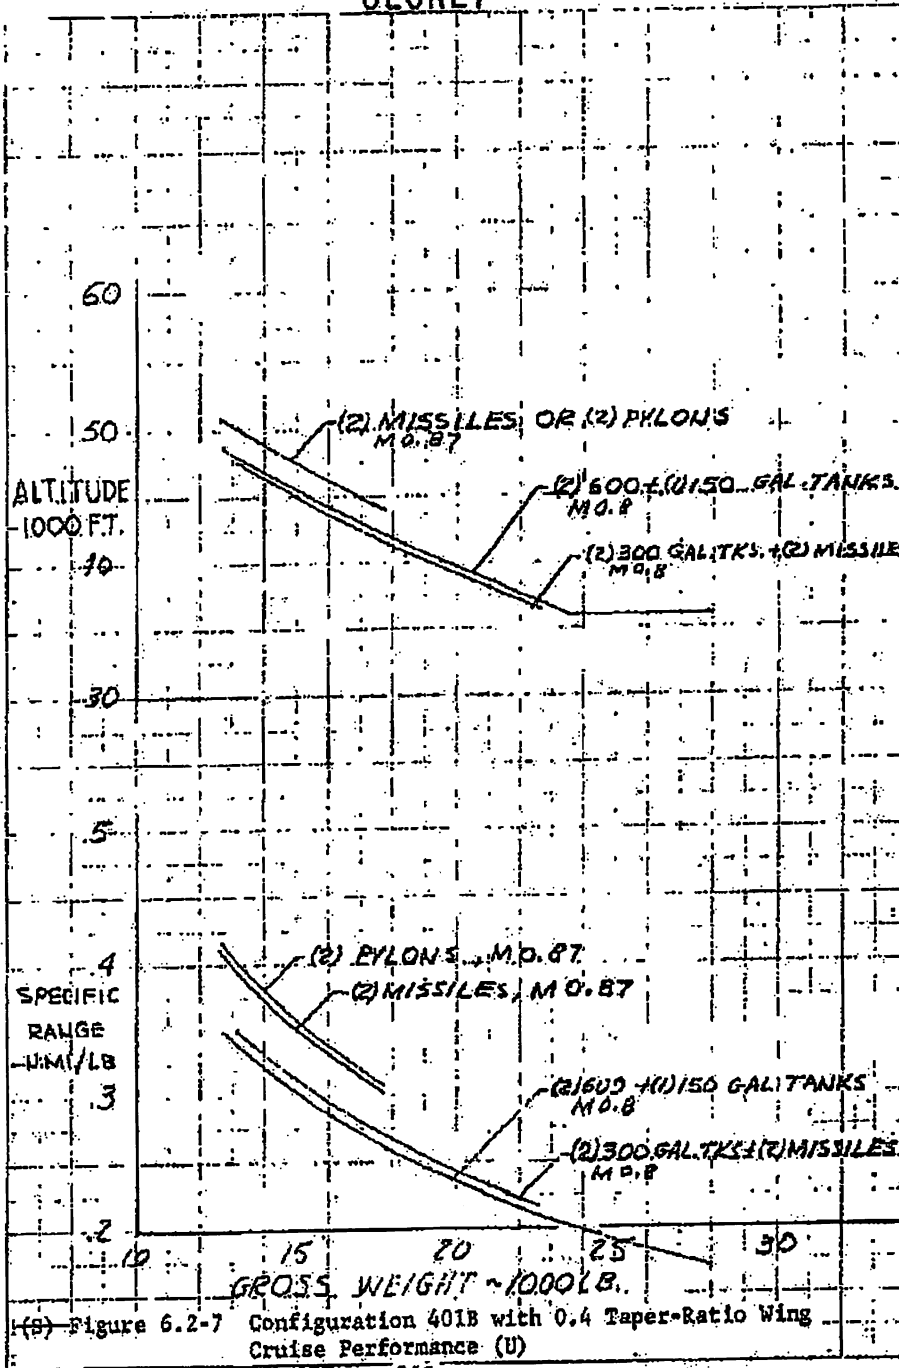 SECRET
60
(2) MISSILES OR (2) PYLONS
M 0.87
50
ALTITUDE
-1000 FT.
(2) 600 + (1) 150 GAL. TANKS
M 0.8
(2) 300 GAL. TKS. + (2) MISSILE
M 0.8
40
30
.5
(2) PYLONS, M 0.87
.4
(2) MISSILES, M 0.87
SPECIFIC
RANGE
-N.MI/LB
.3
(2) 600 + (1) 150 GAL. TANKS
M 0.8
(2) 300 GAL. TKS + (2) MISSILES
M 0.8
.2
10 15 20 25 30
GROSS WEIGHT ~ 1000 LB.
(S) Figure 6.2-7 Configuration 401B with 0.4 Taper-Ratio Wing
Cruise Performance (U)